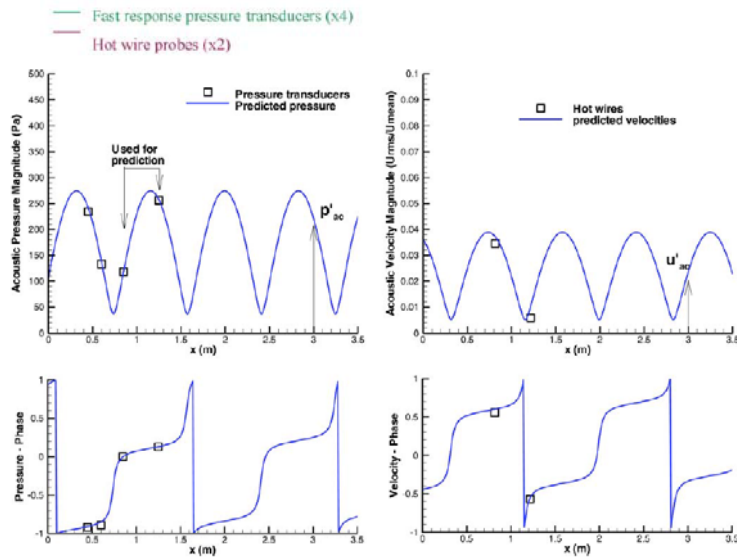 Fast response pressure transducers (x4)
Hot wire probes (x2)
500
450
400
350
300
250
200
150
100
50
0
Acoustic Pressure Magnitude (Pa)
Pressure transducers
Predicted pressure
Used for
prediction
p'ac
0 0.5 1 1.5 2 2.5 3 3.5
x (m)
0.1
0.09
0.08
0.07
0.06
0.05
0.04
0.03
0.02
0.01
0
Acoustic Velocity Magnitude (Urms/Umean)
Hot wires
predicted velocities
u'ac
0 0.5 1 1.5 2 2.5 3 3.5
x (m)
1
0.5
0
-0.5
-1
Pressure - Phase
0 0.5 1 1.5 2 2.5 3 3.5
x (m)
1
0.5
0
-0.5
-1
Velocity - Phase
0 0.5 1 1.5 2 2.5 3 3.5
x (m)